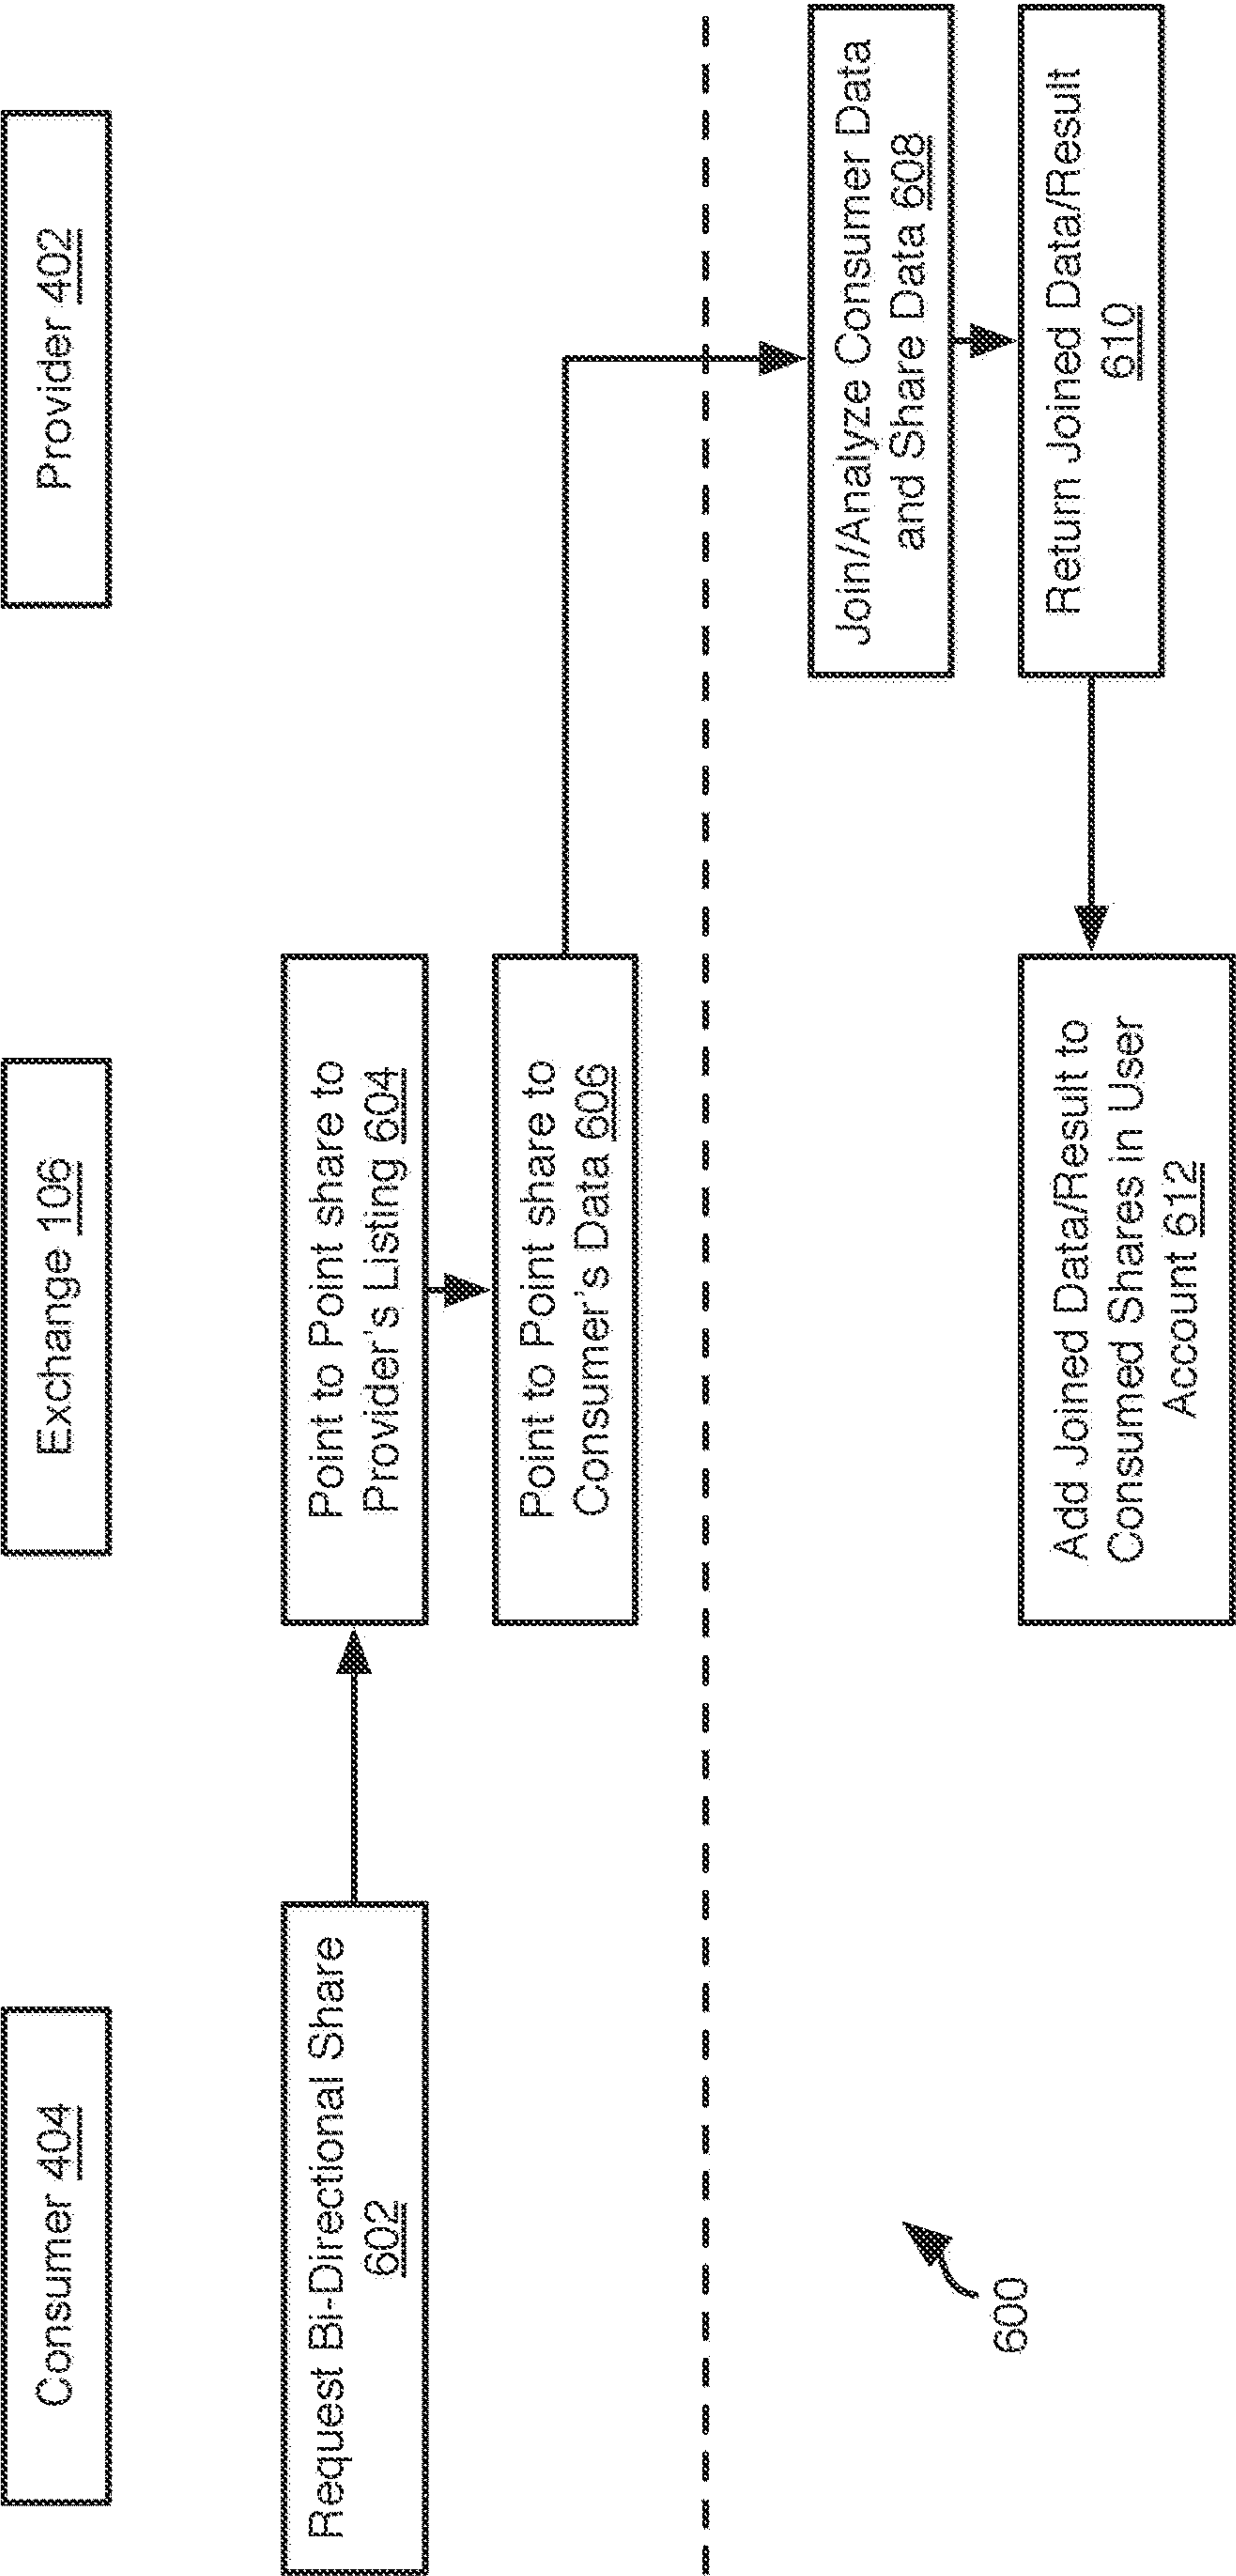 Consumer 404
Exchange 106
Provider 402
Request Bi-Directional Share
602
Point to Point share to
Provider's Listing 604
Point to Point share to
Consumer's Data 606
Join/Analyze Consumer Data
and Share Data 608
Return Joined Data/Result
610
Add Joined Data/Result to
Consumed Shares in User
Account 612
600